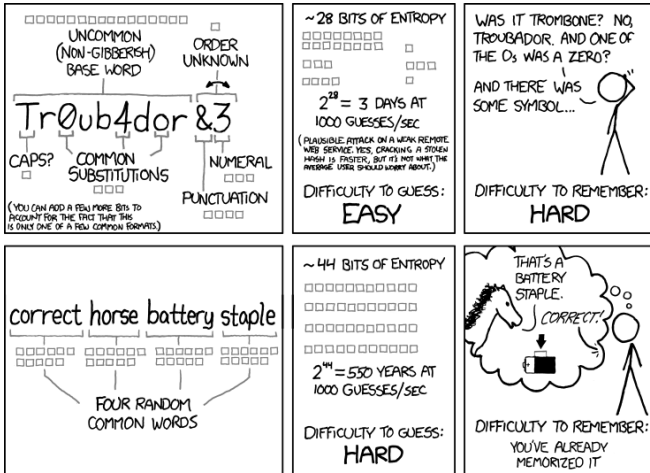 UNCOMMON
(NON-GIBBERISH)
BASE WORD
ORDER
UNKNOWN
Tr0ub4dor &3
CAPS?
COMMON
SUBSTITUTIONS
NUMERAL
PUNCTUATION
(YOU CAN ADD A FEW MORE BITS TO
ACCOUNT FOR THE FACT THAT THIS
IS ONLY ONE OF A FEW COMMON FORMATS.)
~28 BITS OF ENTROPY
2^28 = 3 DAYS AT
1000 GUESSES/SEC
(PLAUSIBLE ATTACK ON A WEAK REMOTE
WEB SERVICE. YES, CRACKING A STOLEN
HASH IS FASTER, BUT IT'S NOT WHAT THE
AVERAGE USER SHOULD WORRY ABOUT.)
DIFFICULTY TO GUESS:
EASY
WAS IT TROMBONE? NO,
TROUBADOR. AND ONE OF
THE Os WAS A ZERO?
AND THERE WAS
SOME SYMBOL...
DIFFICULTY TO REMEMBER:
HARD
correct horse battery staple
FOUR RANDOM
COMMON WORDS
~44 BITS OF ENTROPY
2^44 = 550 YEARS AT
1000 GUESSES/SEC
DIFFICULTY TO GUESS:
HARD
THAT'S A
BATTERY
STAPLE.
CORRECT!
DIFFICULTY TO REMEMBER:
YOU'VE ALREADY
MEMORIZED IT